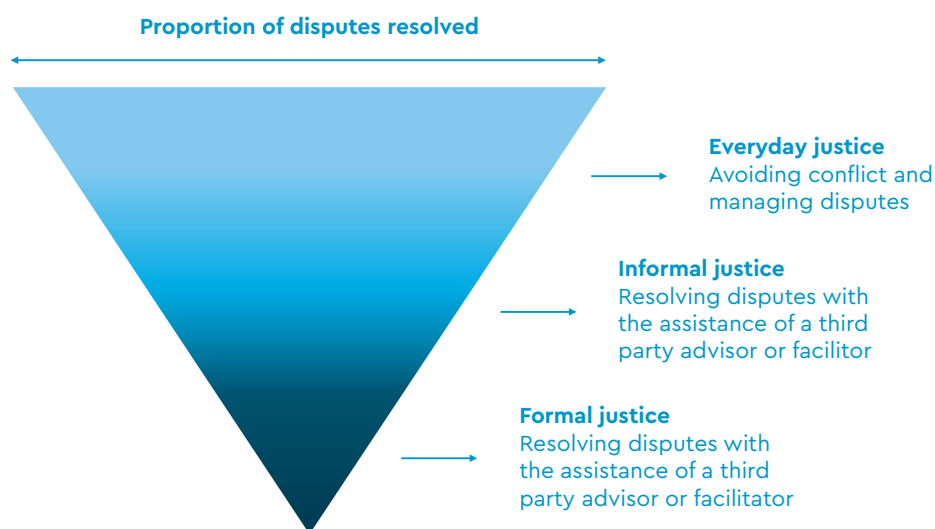 Proportion of disputes resolved
Everyday justice
Avoiding conflict and
managing disputes
Informal justice
Resolving disputes with
the assistance of a third
party advisor or facilitor
Formal justice
Resolving disputes with
the assistance of a third
party advisor or facilitator